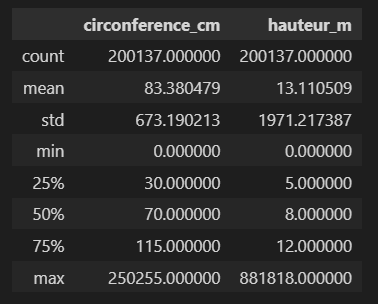 circonference_cm hauteur_m
count 200137.000000 200137.000000
mean 83.380479 13.110509
std 673.190213 1971.217387
min 0.000000 0.000000
25% 30.000000 5.000000
50% 70.000000 8.000000
75% 115.000000 12.000000
max 250255.000000 881818.000000